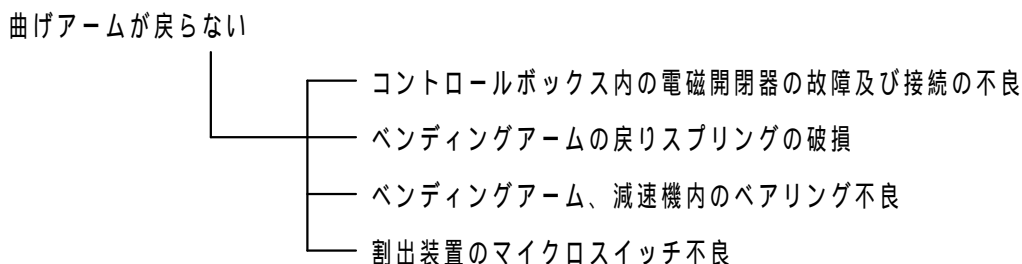 曲げアームが戻らない
コントロールボックス内の電磁開閉器の故障及び接続の不良
ベンディングアームの戻りスプリングの破損
ベンディングアーム、減速機内のベアリング不良
割出装置のマイクロスイッチ不良